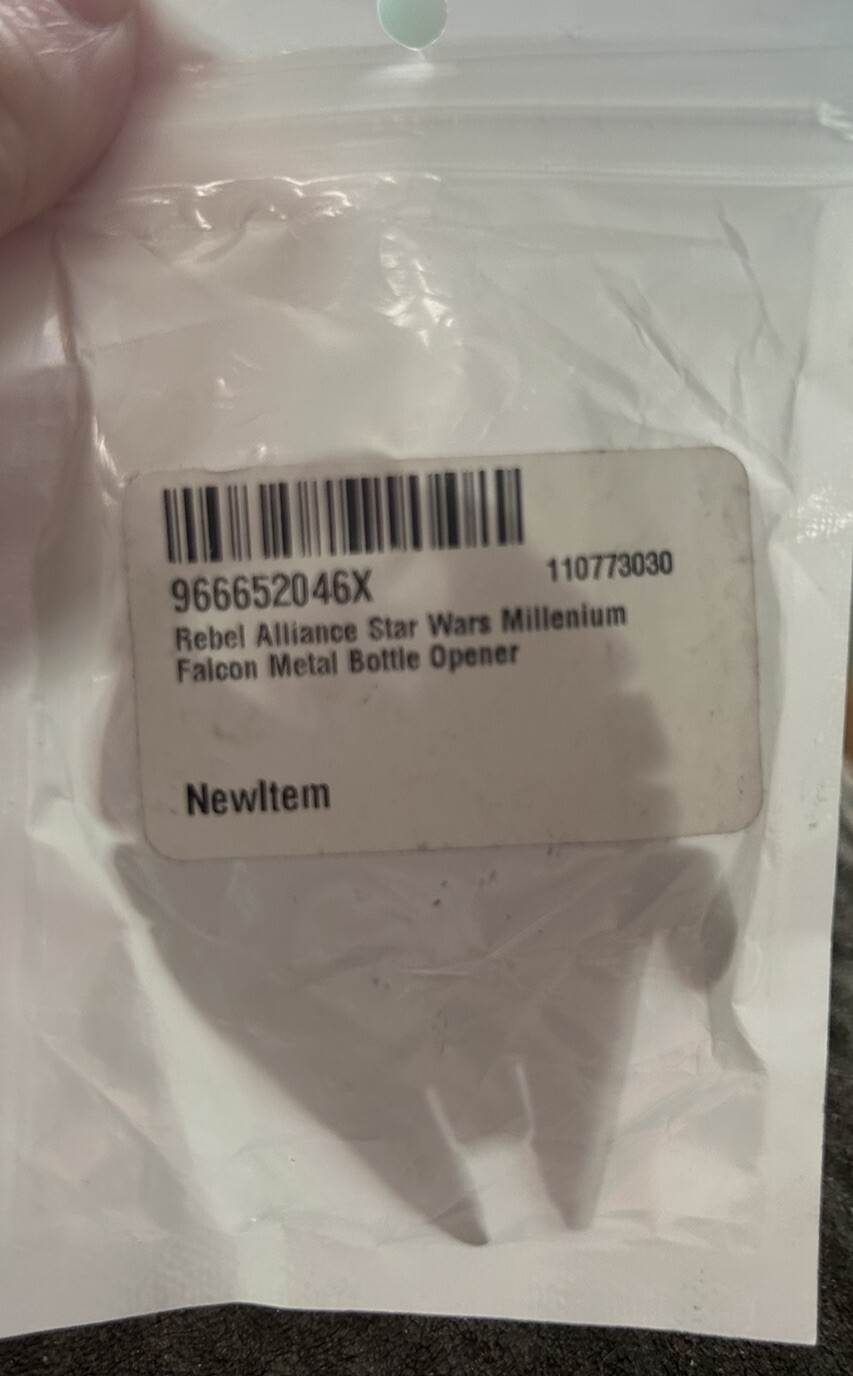 966652046X 110773030
Rebel Alliance Star Wars Millenium
Falcon Metal Bottle Opener
NewItem